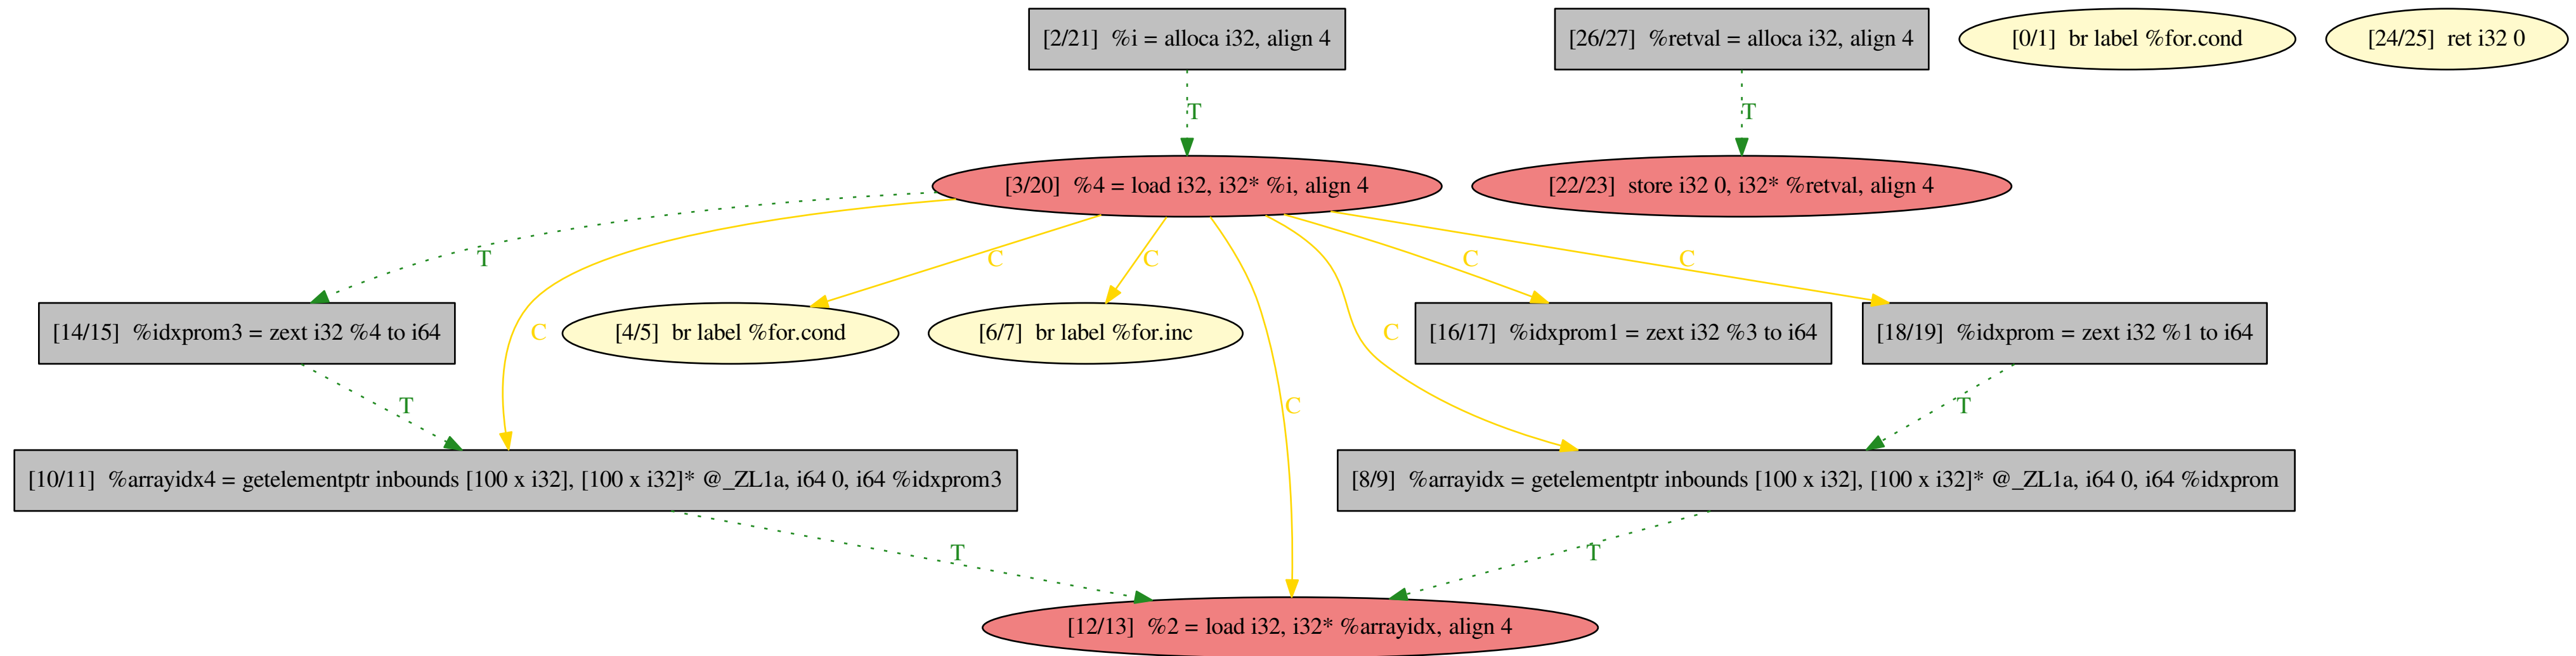 [2/21]  %i = alloca i32, align 4
[26/27]  %retval = alloca i32, align 4
[0/1]  br label %for.cond
[24/25]  ret i32 0
T
T
[3/20]  %4 = load i32, i32* %i, align 4
[22/23]  store i32 0, i32* %retval, align 4
T
C
C
C
C
[14/15]  %idxprom3 = zext i32 %4 to i64
C
[4/5]  br label %for.cond
[6/7]  br label %for.inc
C
[16/17]  %idxprom1 = zext i32 %3 to i64
[18/19]  %idxprom = zext i32 %1 to i64
T
C
T
[10/11]  %arrayidx4 = getelementptr inbounds [100 x i32], [100 x i32]* @_ZL1a, i64 0, i64 %idxprom3
[8/9]  %arrayidx = getelementptr inbounds [100 x i32], [100 x i32]* @_ZL1a, i64 0, i64 %idxprom
T
T
[12/13]  %2 = load i32, i32* %arrayidx, align 4